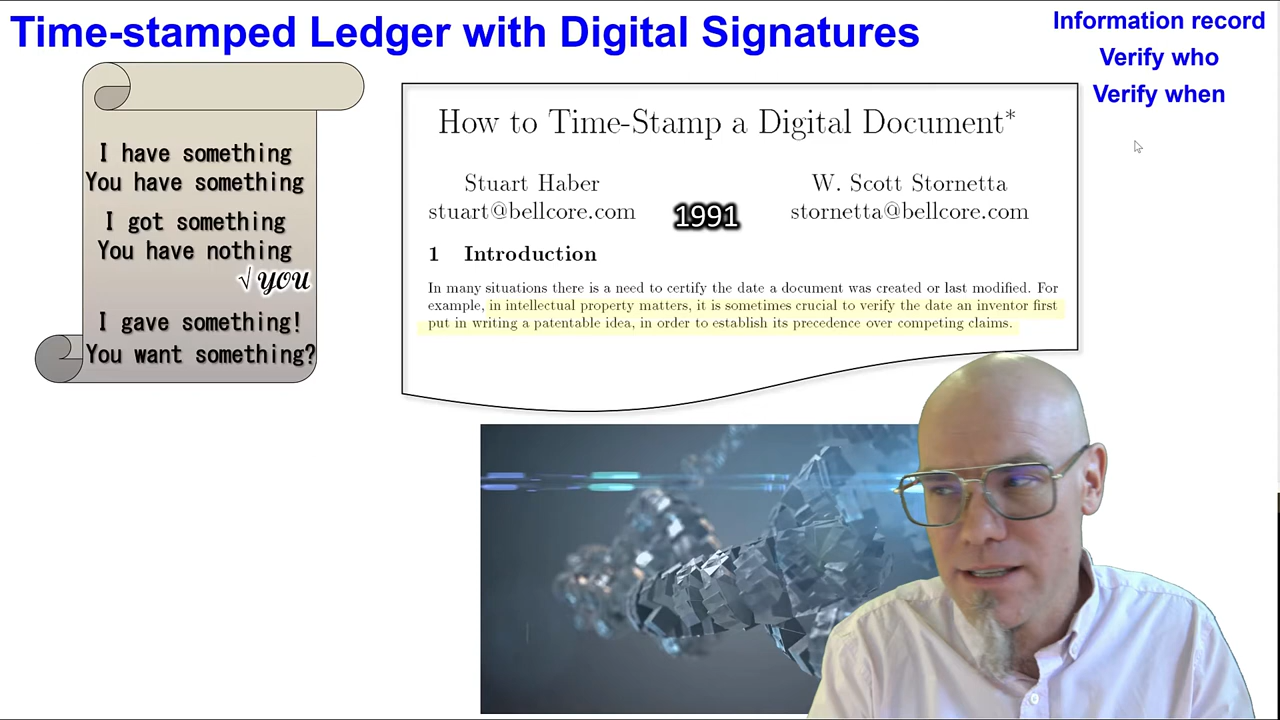 Time-stamped Ledger with Digital Signatures
Information record
Verify who
Verify when
I have something
You have something
I got something
You have nothing
√ you
I gave something!
You want something?
How to Time-Stamp a Digital Document*
Stuart Haber
stuart@bellcore.com
1991
W. Scott Stornetta
stornetta@bellcore.com
1 Introduction
In many situations there is a need to certify the date a document was created or last modified. For
example, in intellectual property matters, it is sometimes crucial to verify the date an inventor first
put in writing a patentable idea, in order to establish its precedence over competing claims.